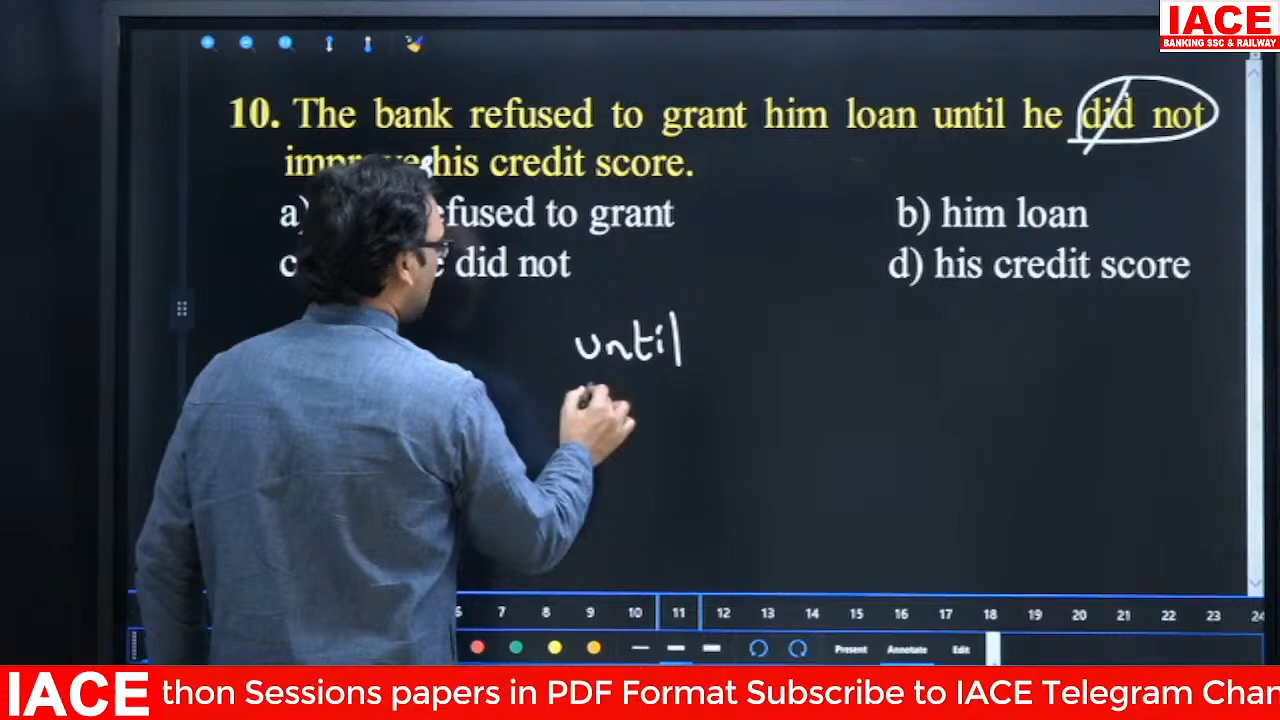 IACE
BANKING SSC & RAILWAY
10. The bank refused to grant him loan until he did not
his credit score.
a) refused to grant
b) him loan
did not
d) his credit score
until
7 8 9 10 11 12 13 14 15 16 17 18 19 20 21 22 23 24
Present Annotate Edit
IACE thon Sessions papers in PDF Format Subscribe to IACE Telegram Chan